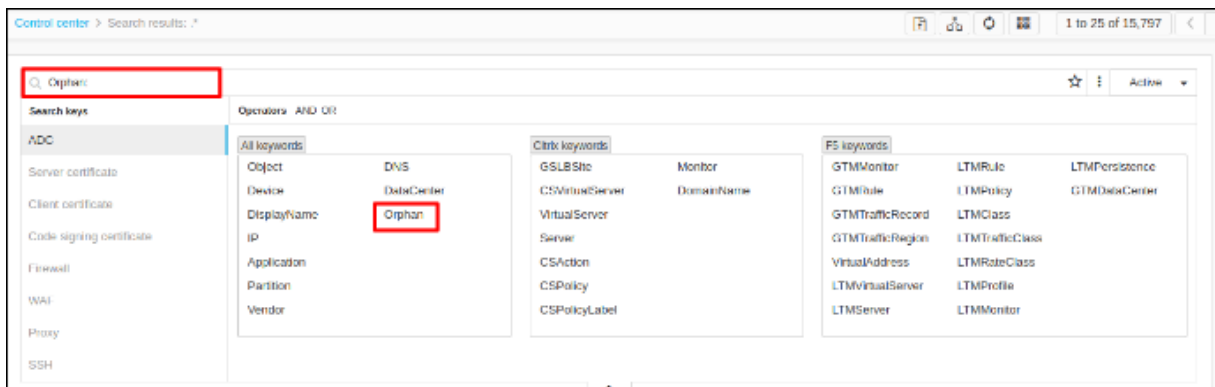 Control center > Search results: .*
1 to 25 of 15,797
Orphan:
Active
Search keys
Operators AND OR
ADC
Server certificate
Client certificate
Code signing certificate
Firewall
WAF
Proxy
SSH
All keywords
Object DNS
Device DataCenter
DisplayName Orphan
IP
Application
Partition
Vendor
Citrix keywords
GSLBSite Monitor
CSVirtualServer DomainName
VirtualServer
Server
CSAction
CSPolicy
CSPolicyLabel
F5 keywords
GTMMonitor LTMRule LTMPersistence
GTMRule LTMPolicy GTMDataCenter
GTMTrafficRecord LTMClass
GTMTrafficRegion LTMTrafficClass
VirtualAddress LTMRateClass
LTMVirtualServer LTMProfile
LTMServer LTMMonitor